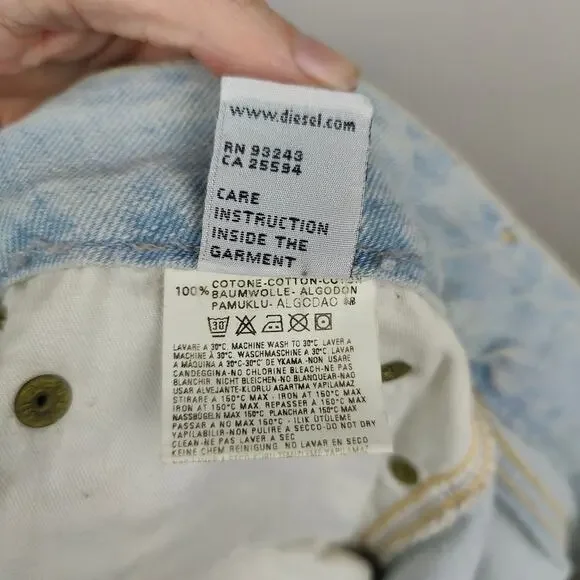 www.diesel.com
RN 93243
CA 25594
CARE
INSTRUCTION
INSIDE THE
GARMENT
COTONE-COTTON-COTON
100% BAUMWOLLE- ALGODON
PAMUKLU- ALGODAO
30
LAVARE A 30°C. MACHINE WASH TO 30°C. LAVER
A MACHINE A 30°C. WASCHMASCHINE A 30°C. LAVAR
A MÀQUINA A 30°C-30°C' DE YKAMA -NON USARE
CANDEGGINA-NO CHLORINE BLEACH-NE PAS
BLANCHIR. NICHT BLEICHEN-NO BLANQUEAR NAO
USAR ALVEJANTE-KLORLU AGARTMA YAPILAMAZ
STIRARE a 150°C MAX - IRON AT 150°C MAX
IRON AT 150°C MAX. REPASSER A 150°C MAX
NASSBÜGELN MAX 150°C. PLANCHAR A 150°C MAX
PASSAR A NO MAX 150°C - ILIK ÜTÜLEME
YAPILABILIR-NON PULIRE A SECCO-DO NOT DRY
CLEAN-NE PAS LAVER A SEC
KEINE CHEM REINIGUNG. NO LAVAR EN SECO